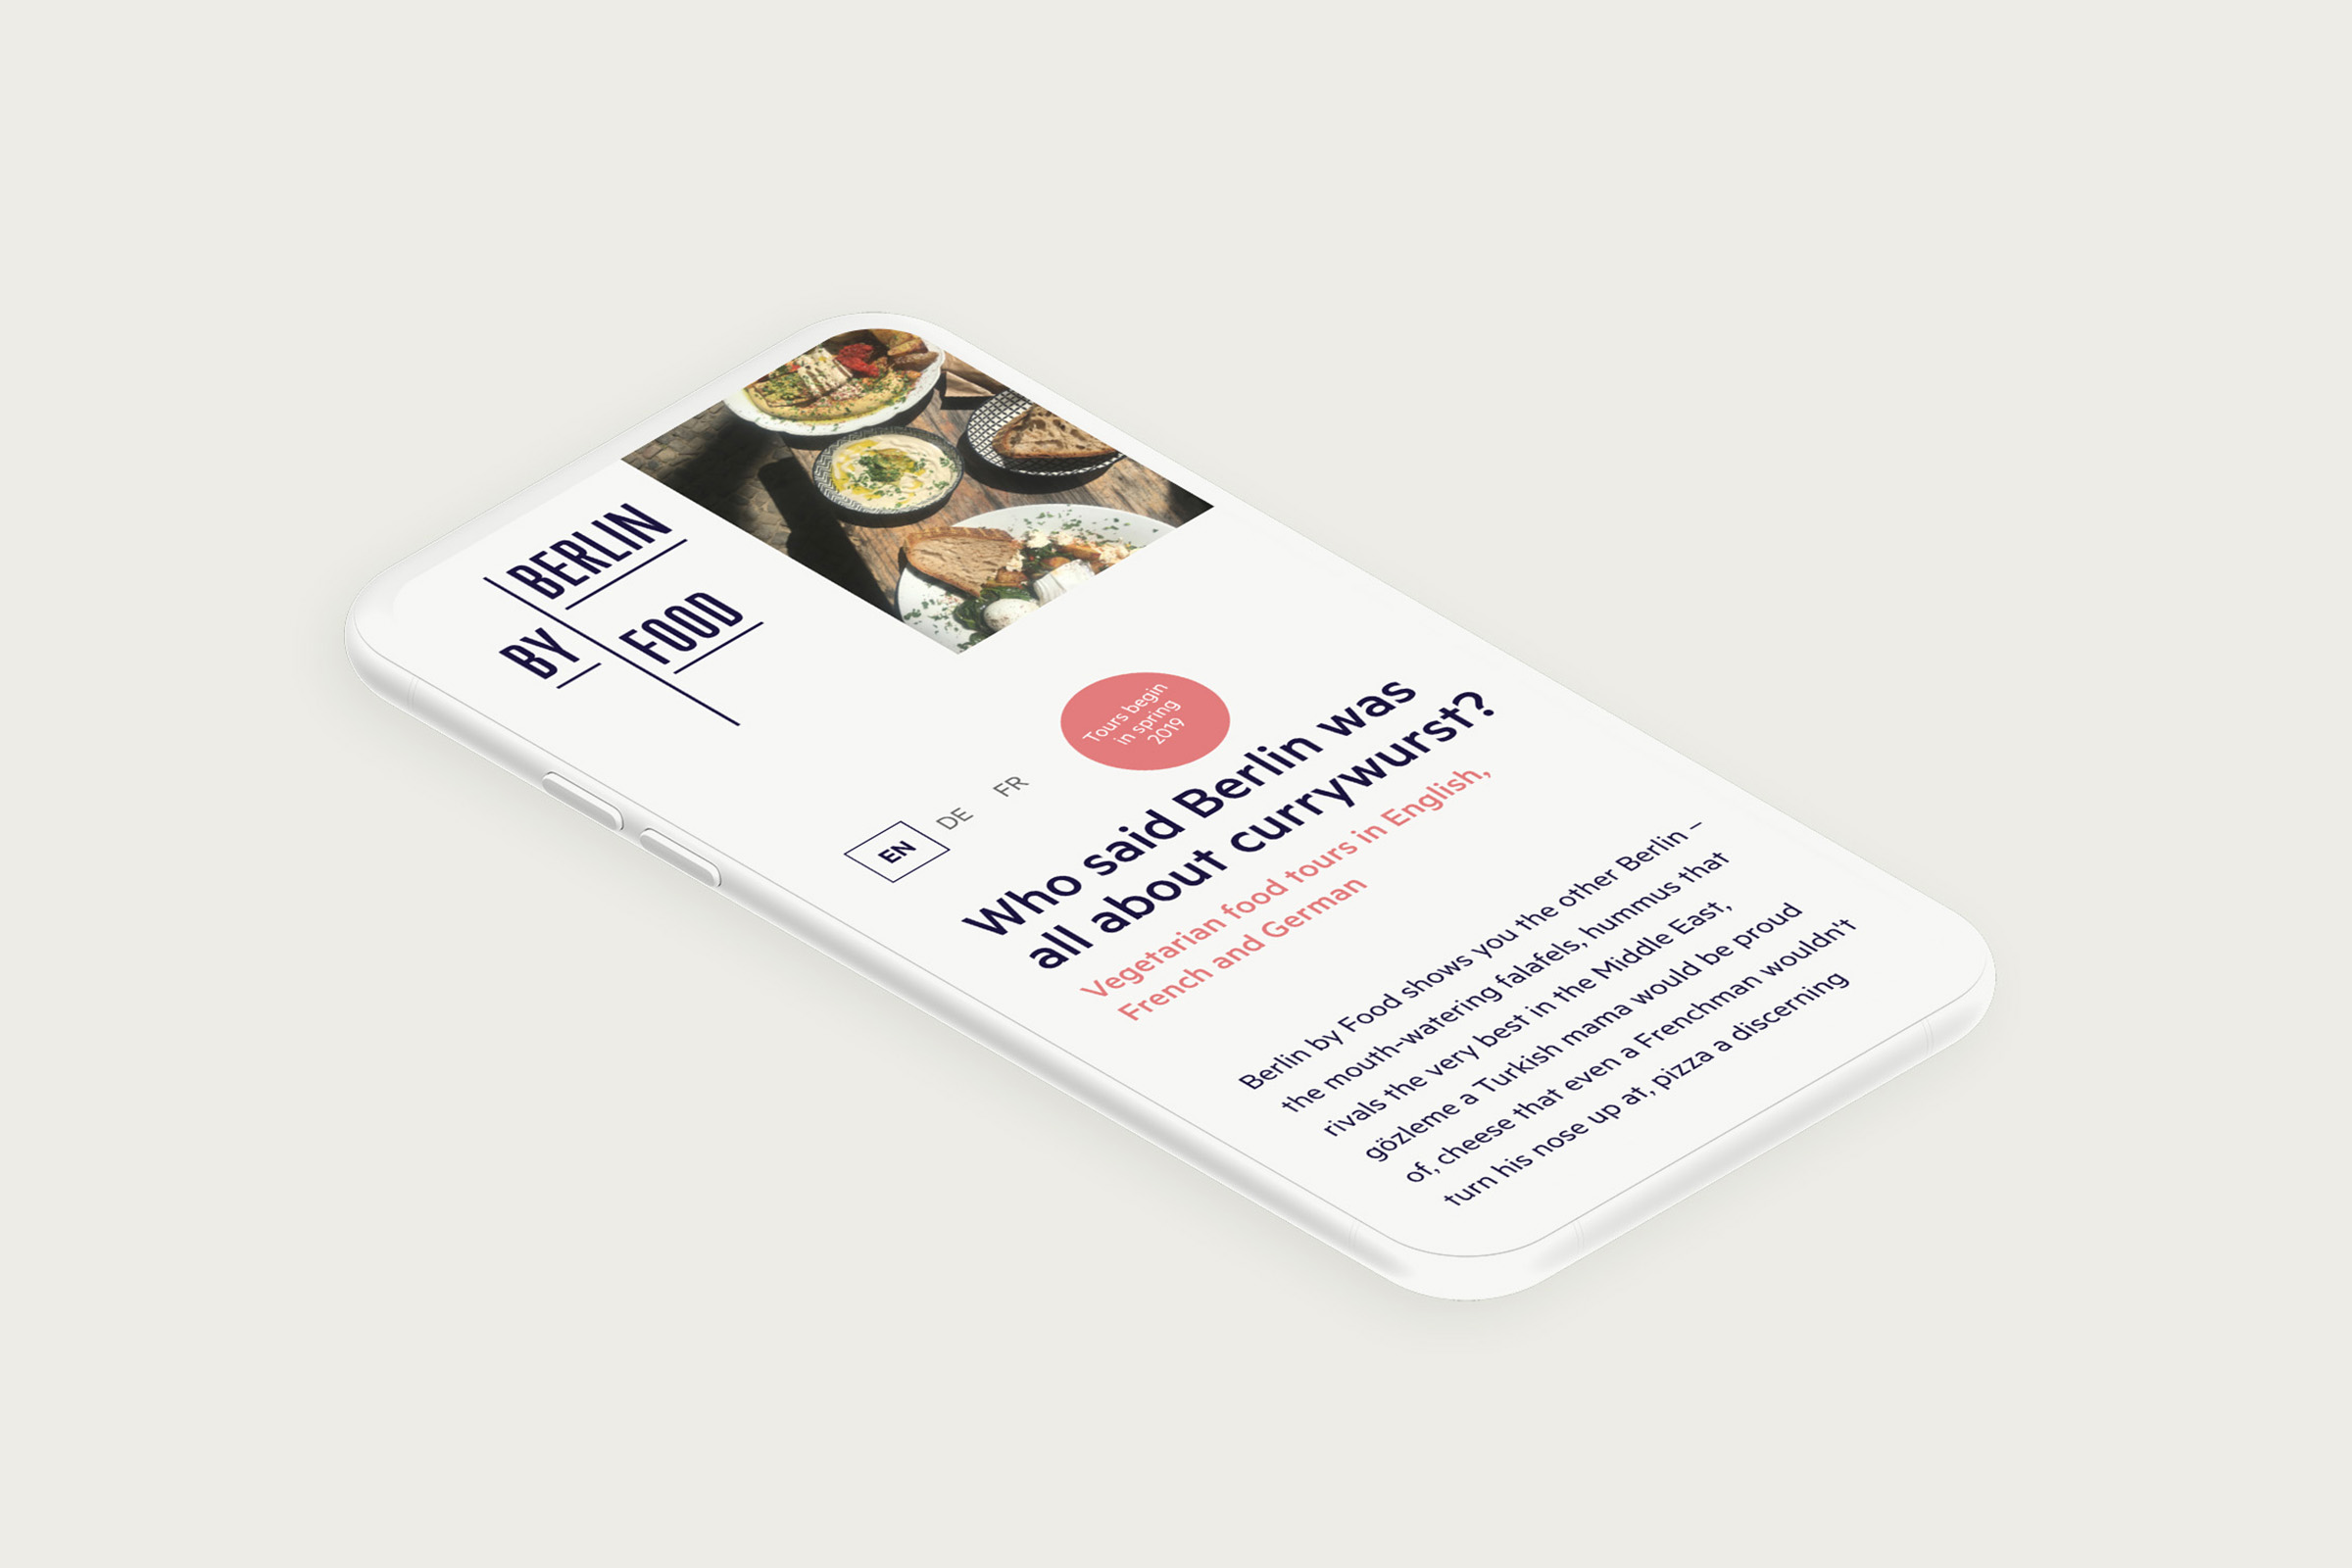 BERLIN
BY FOOD
Tours begin
in spring
2019
EN DE FR
Who said Berlin was
all about currywurst?
Vegetarian food tours in English,
French and German
Berlin by Food shows you the other Berlin –
the mouth-watering falafels, hummus that
rivals the very best in the Middle East,
gözleme a Turkish mama would be proud
of, cheese that even a Frenchman wouldn't
turn his nose up at, pizza a discerning